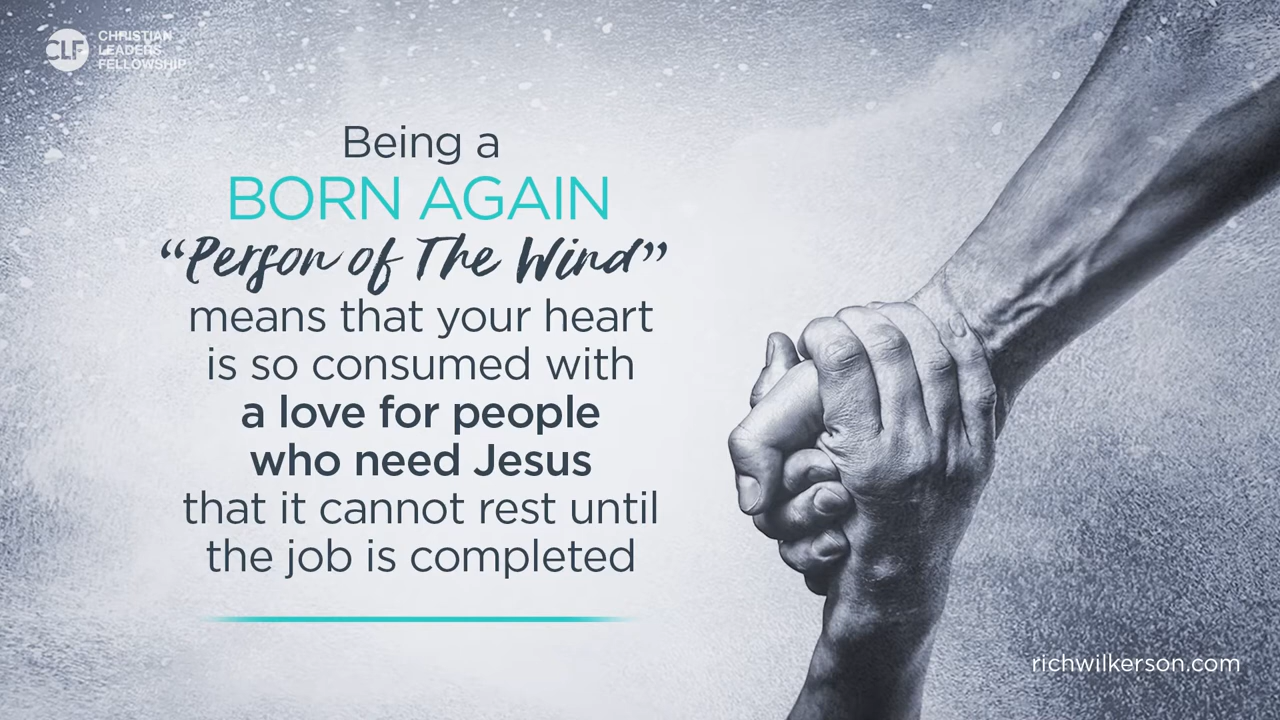 CLF
CHRISTIAN
LEADERS
FELLOWSHIP
Being a
BORN AGAIN
“Person of The Wind”
means that your heart
is so consumed with
a love for people
who need Jesus
that it cannot rest until
the job is completed
richwilkerson.com